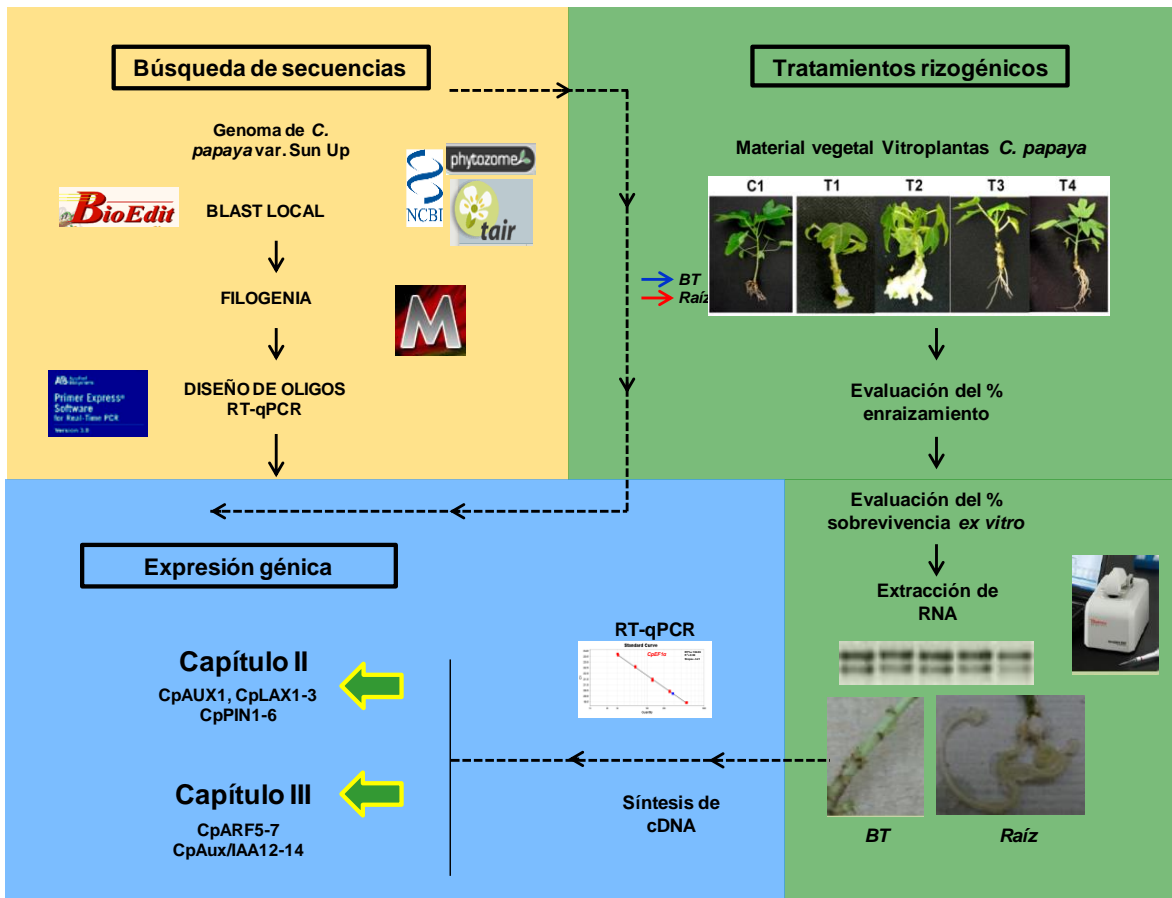 Búsqueda de secuencias
Genoma de C.
papaya var. Sun Up
BioEdit
NCBI
phytozome
tair
BLAST LOCAL
FILOGENIA
M
Primer Express®
Software
for Real-Time PCR
DISEÑO DE OLIGOS
RT-qPCR
Tratamientos rizogénicos
Material vegetal Vitroplantas C. papaya
C1 T1 T2 T3 T4
BT
Raíz
Evaluación del %
enraizamiento
Evaluación del %
sobrevivencia ex vitro
Extracción de
RNA
BT
Raíz
Expresión génica
RT-qPCR
Standard Curve
CpEF1α
Síntesis de
cDNA
Capítulo II
CpAUX1, CpLAX1-3
CpPIN1-6
Capítulo III
CpARF5-7
CpAux/IAA12-14